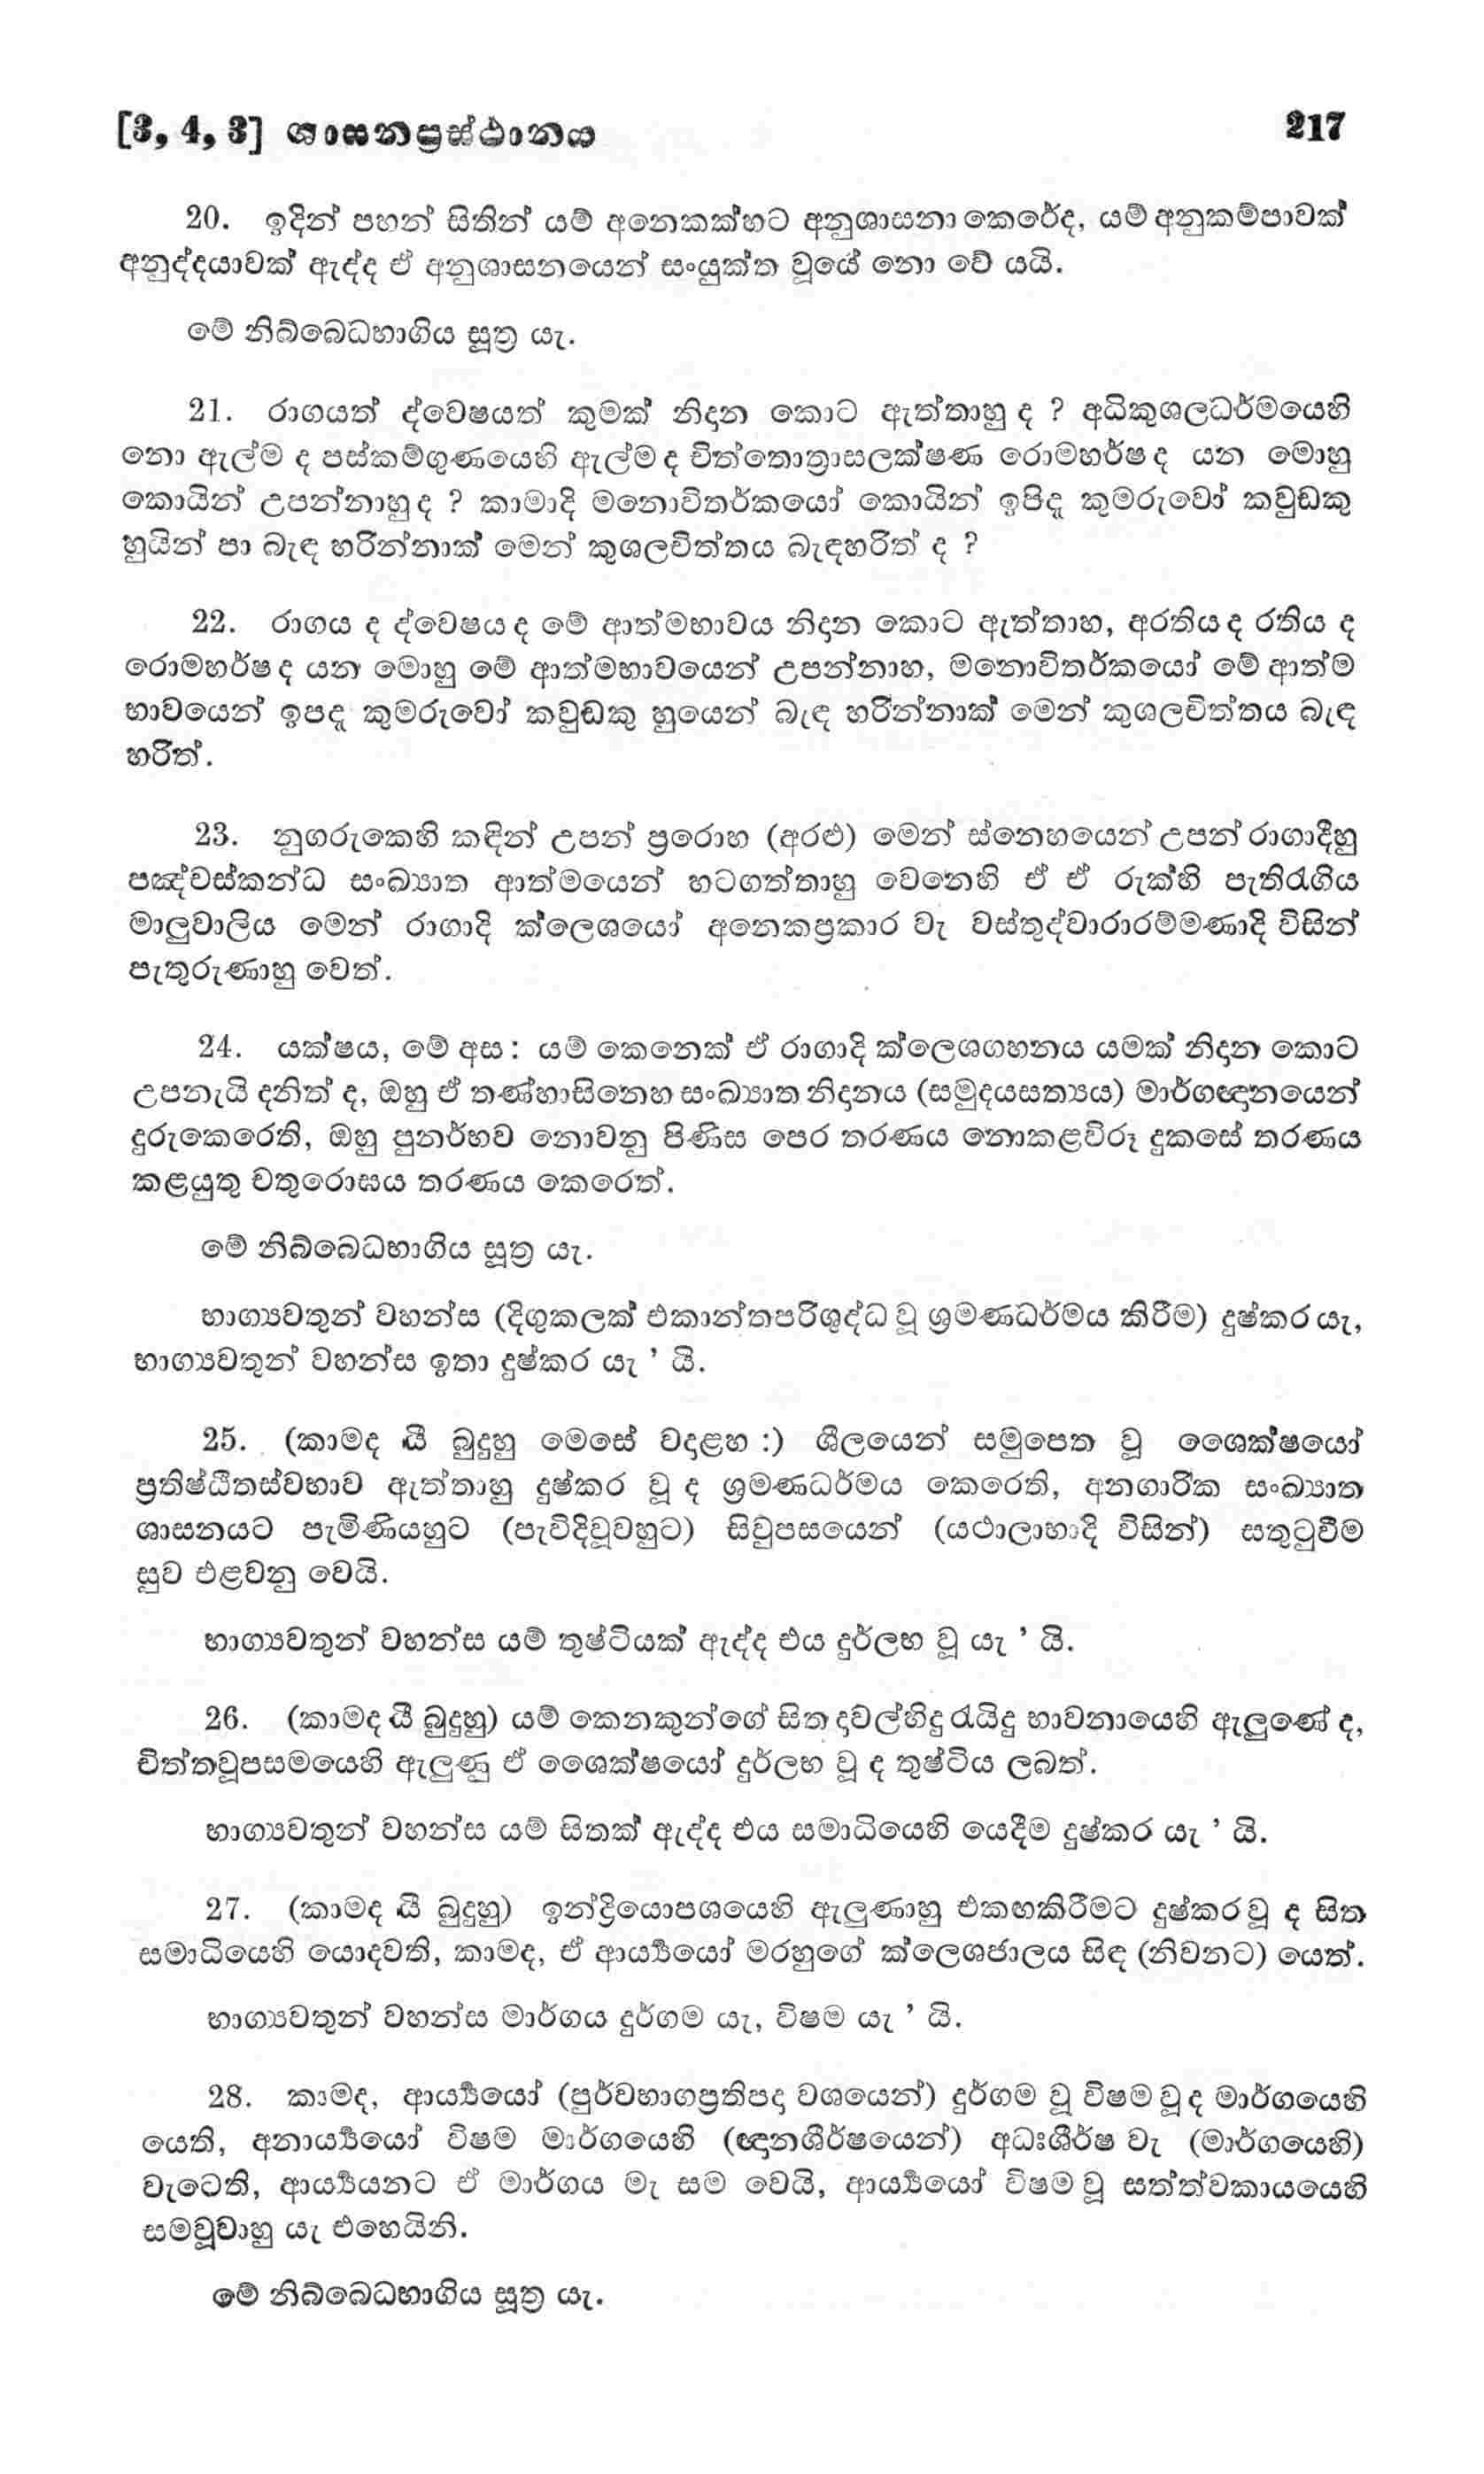 [3, 4, 3] ශාසනප්‍රස්ථානය 217
20. ඉදින් පහන් සිතින් යම් අනෙකක්හට අනුශාසනා කෙරේද, යම් අනුකම්පාවක්
අනුද්දයාවක් ඇද්ද ඒ අනුශාසනයෙන් සංයුක්ත වූයේ නො වේ යයි.
මේ නිබ්බෙධභාගිය සූත්‍ර යැ.
21. රාගයත් ද්වෙෂයත් කුමක් නිදාන කොට ඇත්තාහු ද ? අධිකුශලධර්මයෙහි
නො ඇල්ම ද පස්කම්ගුණයෙහි ඇල්ම ද චිත්තොත්‍රාසලක්ෂණ රොමහර්ෂ ද යන මොහු
කොයින් උපන්නාහු ද ? කාමාදි මනොවිතර්කයෝ කොයින් ඉපිද කුමරුවෝ කවුඩකු
හුයින් පා බැඳ හරින්නාක් මෙන් කුශලචිත්තය බැඳහරිත් ද ?
22. රාගය ද ද්වෙෂය ද මේ ආත්මභාවය නිදාන කොට ඇත්තාහ, අරතිය ද රතිය ද
රොමහර්ෂ ද යන මොහු මේ ආත්මභාවයෙන් උපන්නාහ, මනොවිතර්කයෝ මේ ආත්ම
භාවයෙන් ඉපද කුමරුවෝ කවුඩකු හුයෙන් බැඳ හරින්නාක් මෙන් කුශලචිත්තය බැඳ
හරිත්.
23. නුගරුකෙහි කඳින් උපන් ප්‍රරොහ (අරළු) මෙන් ස්නෙහයෙන් උපන් රාගාදීහු
පඤ්චස්කන්ධ සංඛ්‍යාත ආත්මයෙන් හටගත්තාහු වෙනෙහි ඒ ඒ රුක්හි පැතිරැගිය
මාලුවාලිය මෙන් රාගාදි ක්ලෙශයෝ අනෙකප්‍රකාර වැ වස්තුද්වාරාරම්මණාදි විසින්
පැතුරුණාහු වෙත්.
24. යක්ෂය, මේ අස : යම් කෙනෙක් ඒ රාගාදි ක්ලෙශගහනය යමක් නිදාන කොට
උපනැයි දනිත් ද, ඔහු ඒ තණ්හාසිනෙහ සංඛ්‍යාත නිදානය (සමුදයසත්‍යය) මාර්ගඥානයෙන්
දුරුකෙරෙති, ඔහු පුනර්භව නොවනු පිණිස පෙර තරණය නොකළවිරූ දුකසේ තරණය
කළයුතු චතුරොඝය තරණය කෙරෙත්.
මේ නිබ්බෙධභාගිය සූත්‍ර යැ.
භාග්‍යවතුන් වහන්ස (දිගුකලක් එකාන්තපරිශුද්ධ වූ ශ්‍රමණධර්මය කිරීම) දුෂ්කර යැ,
භාග්‍යවතුන් වහන්ස ඉතා දුෂ්කර යැ ’ යි.
25. (කාමද යි බුදුහු මෙසේ වදාළහ :) ශීලයෙන් සමුපෙත වූ ශෛක්ෂයෝ
ප්‍රතිෂ්ඨිතස්වභාව ඇත්තාහු දුෂ්කර වූ ද ශ්‍රමණධර්මය කෙරෙති, අනගාරික සංඛ්‍යාත
ශාසනයට පැමිණියහුට (පැවිදිවූවහුට) සිවුපසයෙන් (යථාලාභාදි විසින්) සතුටුවීම
සුව එළවනු වෙයි.
භාග්‍යවතුන් වහන්ස යම් තුෂ්ටියක් ඇද්ද එය දුර්ලභ වූ යැ ’ යි.
26. (කාමද යි බුදුහු) යම් කෙනකුන්ගේ සිත දාවල්හිදු රැයිදු භාවනායෙහි ඇලුණේ ද,
චිත්තවූපසමයෙහි ඇලුණු ඒ ශෛක්ෂයෝ දුර්ලභ වූ ද තුෂ්ටිය ලබත්.
භාග්‍යවතුන් වහන්ස යම් සිතක් ඇද්ද එය සමාධියෙහි යෙදීම දුෂ්කර යැ ’ යි.
27. (කාමද යි බුදුහු) ඉන්ද්‍රියොපශයෙහි ඇලුණාහු එකඟකිරීමට දුෂ්කර වූ ද සිත
සමාධියෙහි යොදවති, කාමද, ඒ ආර්‍ය්‍යයෝ මරහුගේ ක්ලෙශජාලය සිඳ (නිවනට) යෙත්.
භාග්‍යවතුන් වහන්ස මාර්ගය දුර්ගම යැ, විෂම යැ ’ යි.
28. කාමද, ආර්‍ය්‍යයෝ (පුර්වභාගප්‍රතිපදා වශයෙන්) දුර්ගම වූ විෂම වූ ද මාර්ගයෙහි
යෙති, අනාර්‍ය්‍යයෝ විෂම මාර්ගයෙහි (ඥානශීර්ෂයෙන්) අධඃශීර්ෂ වැ (මාර්ගයෙහි)
වැටෙති, ආර්‍ය්‍යයනට ඒ මාර්ගය මැ සම වෙයි, ආර්‍ය්‍යයෝ විෂම වූ සත්ත්වකායයෙහි
සමවූවාහු යැ එහෙයිනි.
මේ නිබ්බෙධභාගිය සූත්‍ර යැ.